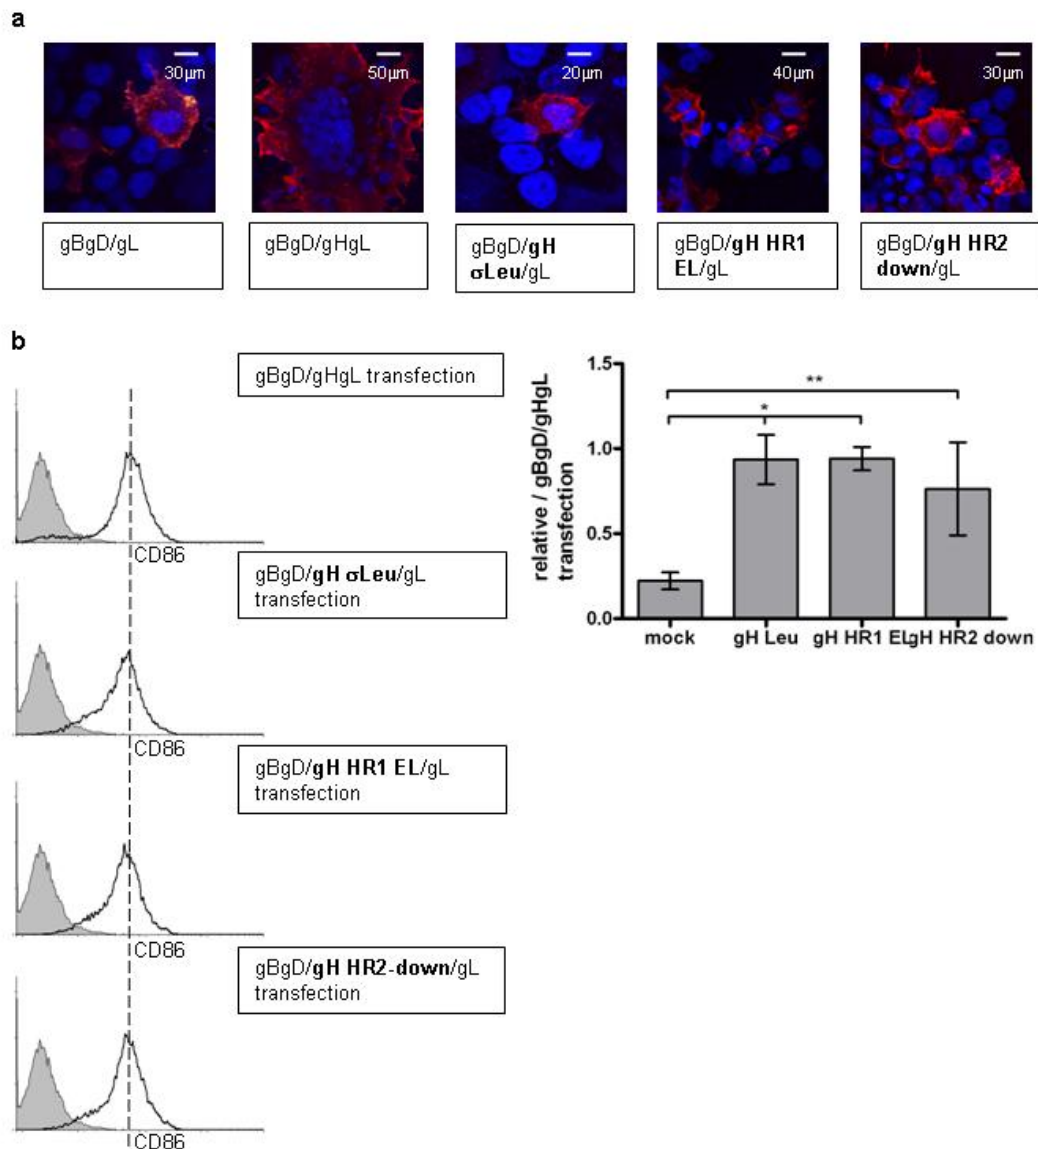 a
30µm
50µm
20µm
40µm
30µm
gBgD/gL
gBgD/gHgL
gBgD/gH
σLeu/gL
gBgD/gH HR1
EL/gL
gBgD/gH HR2
down/gL
b
gBgD/gHgL transfection
CD86
gBgD/gH σLeu/gL
transfection
CD86
gBgD/gH HR1 EL/gL
transfection
CD86
gBgD/gH HR2-down/gL
transfection
CD86
relative / gBgD/gHgL
transfection
1.5
1.0
0.5
0.0
**
*
mock
gH Leu
gH HR1 EL
gH HR2 down